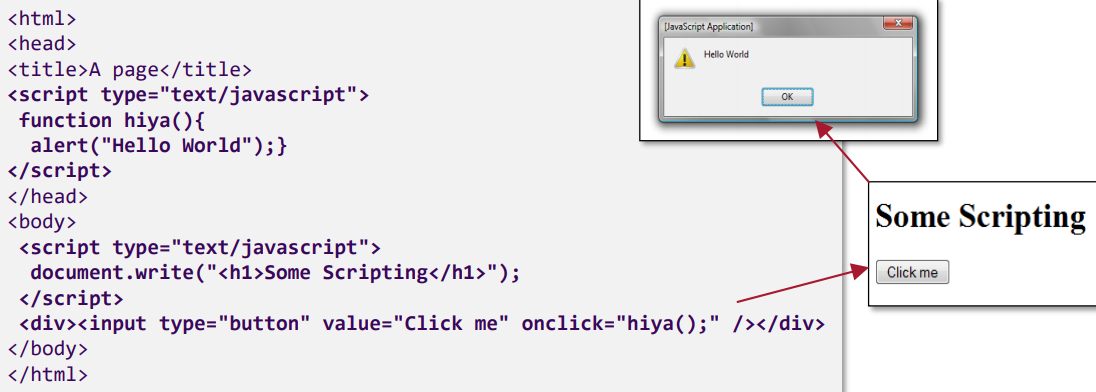 <html>
<head>
<title>A page</title>
<script type="text/javascript">
function hiya(){
alert("Hello World");}
</script>
</head>
<body>
<script type="text/javascript">
document.write("<h1>Some Scripting</h1>");
</script>
<div><input type="button" value="Click me" onclick="hiya();" /></div>
</body>
</html>
[JavaScript Application]
Hello World
OK
Some Scripting
Click me